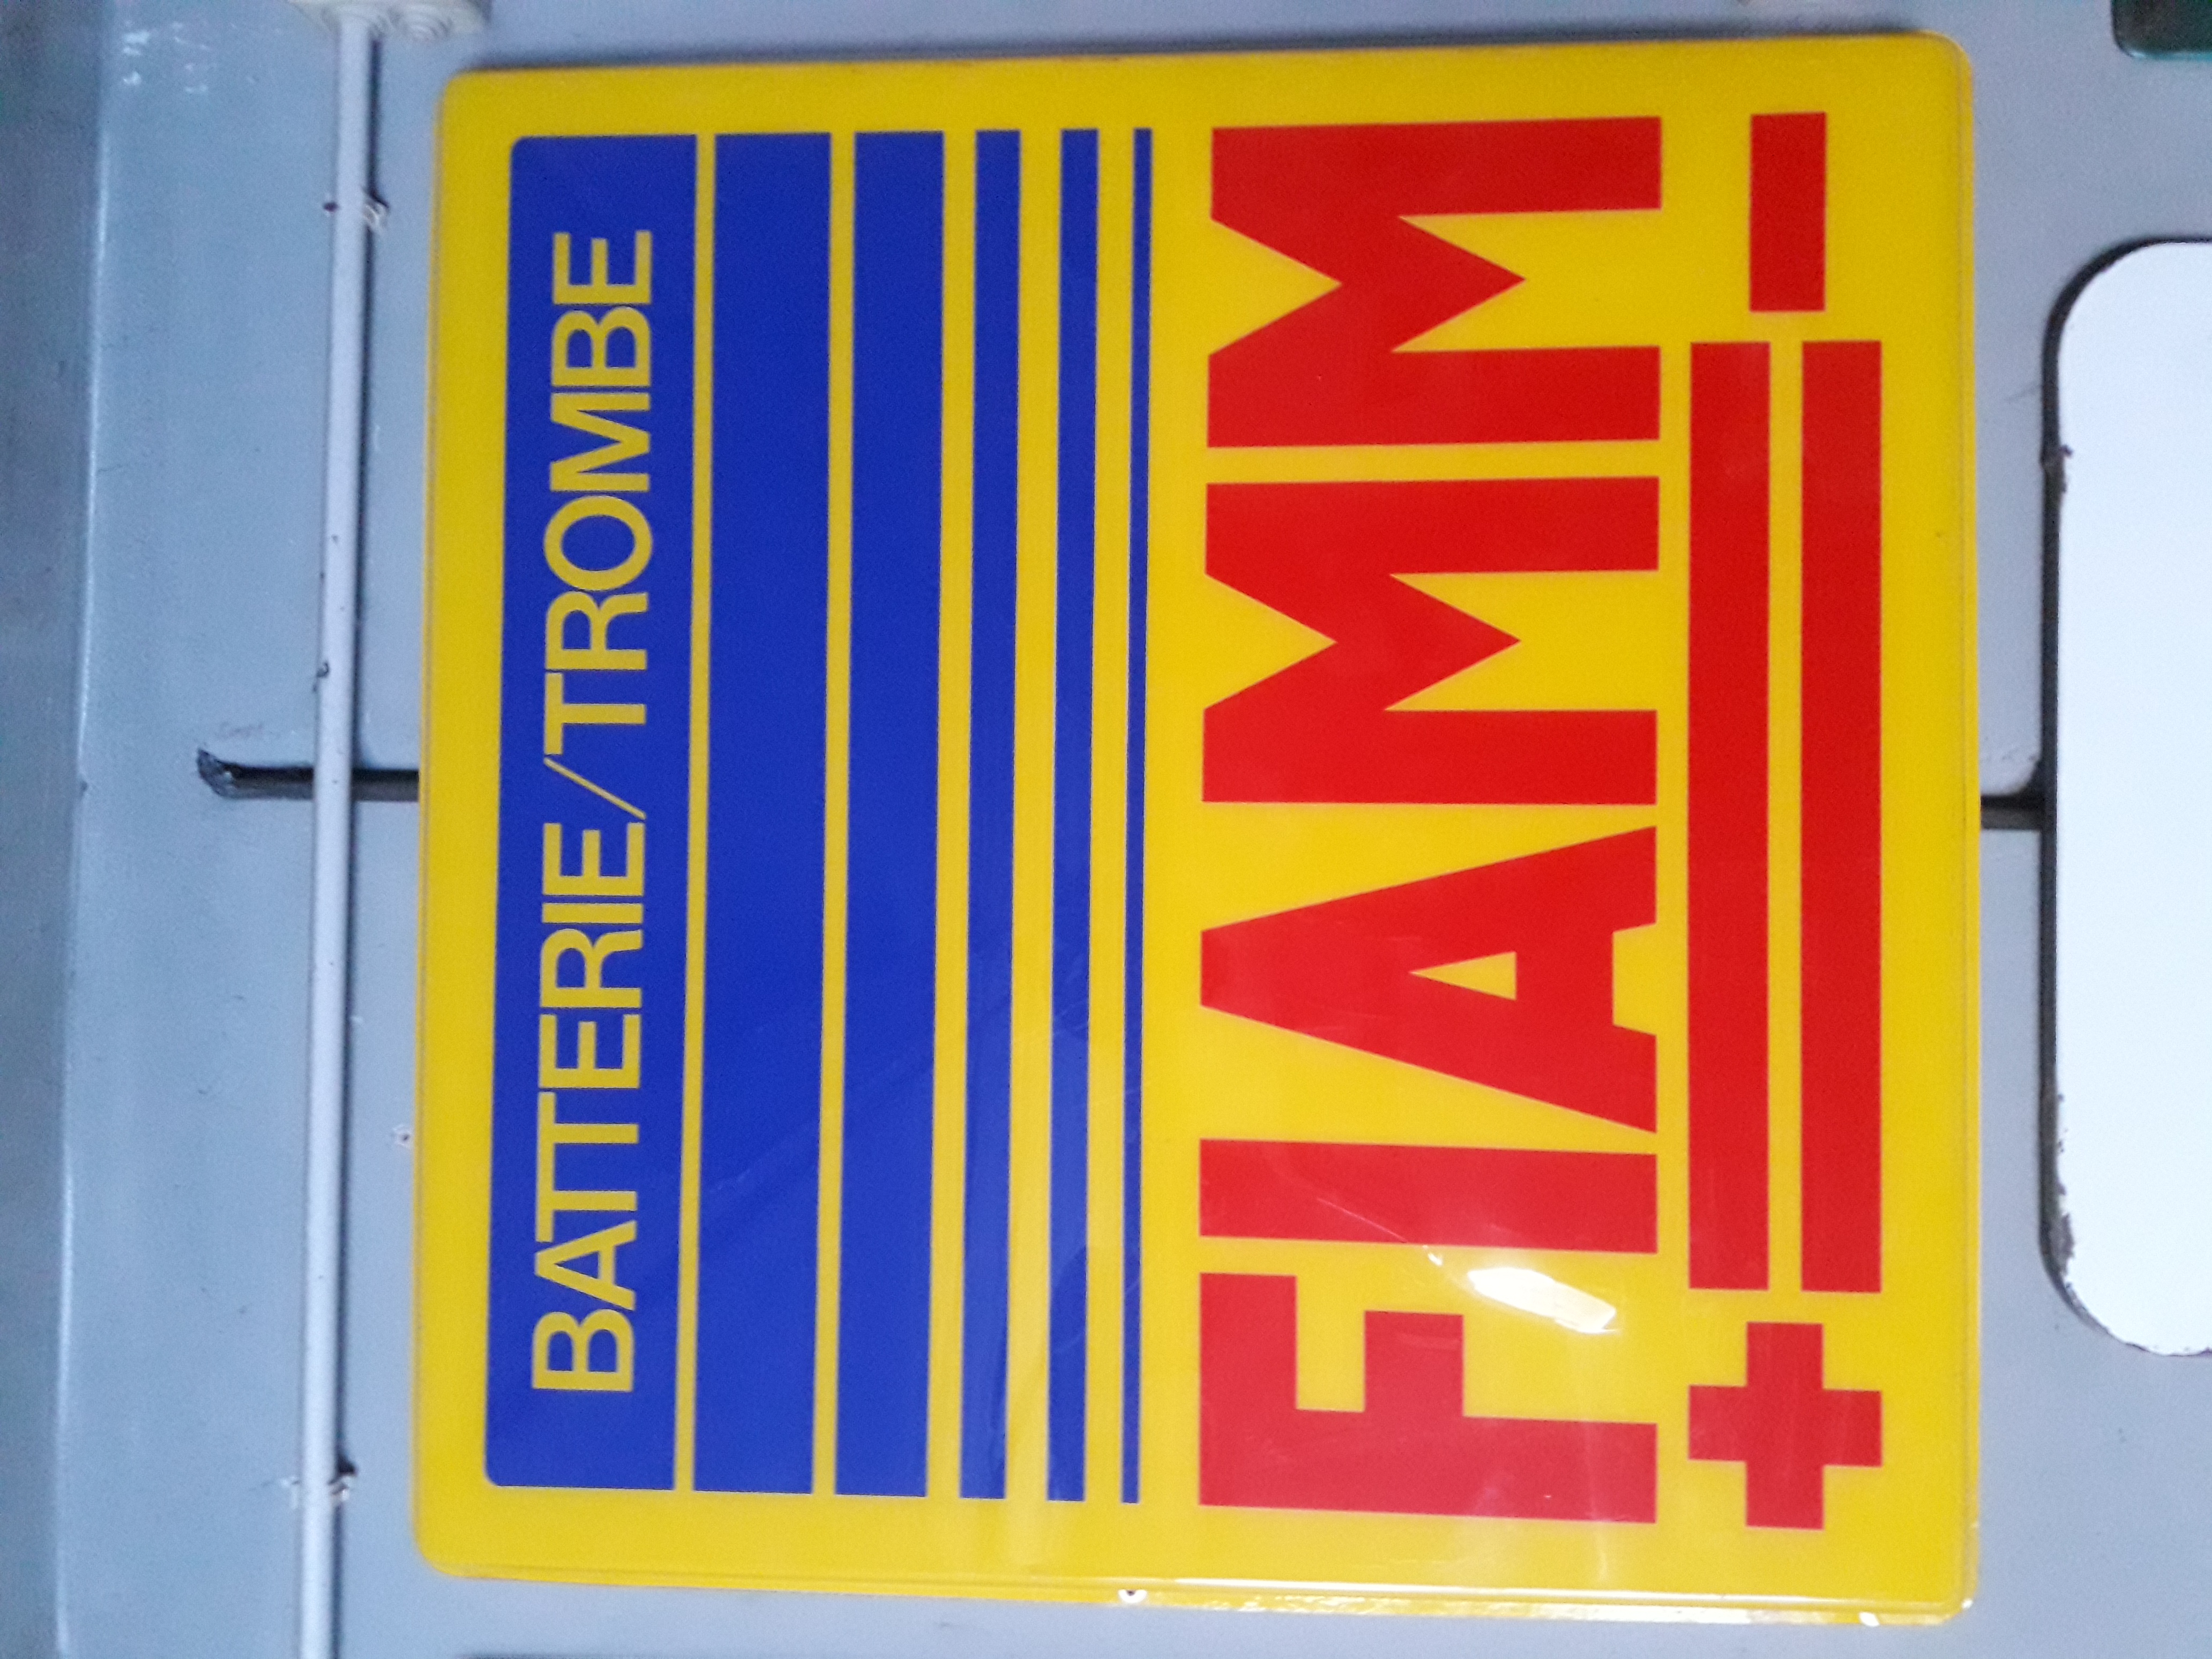 BATTERIE/TROMBE
FIAMM
+ -